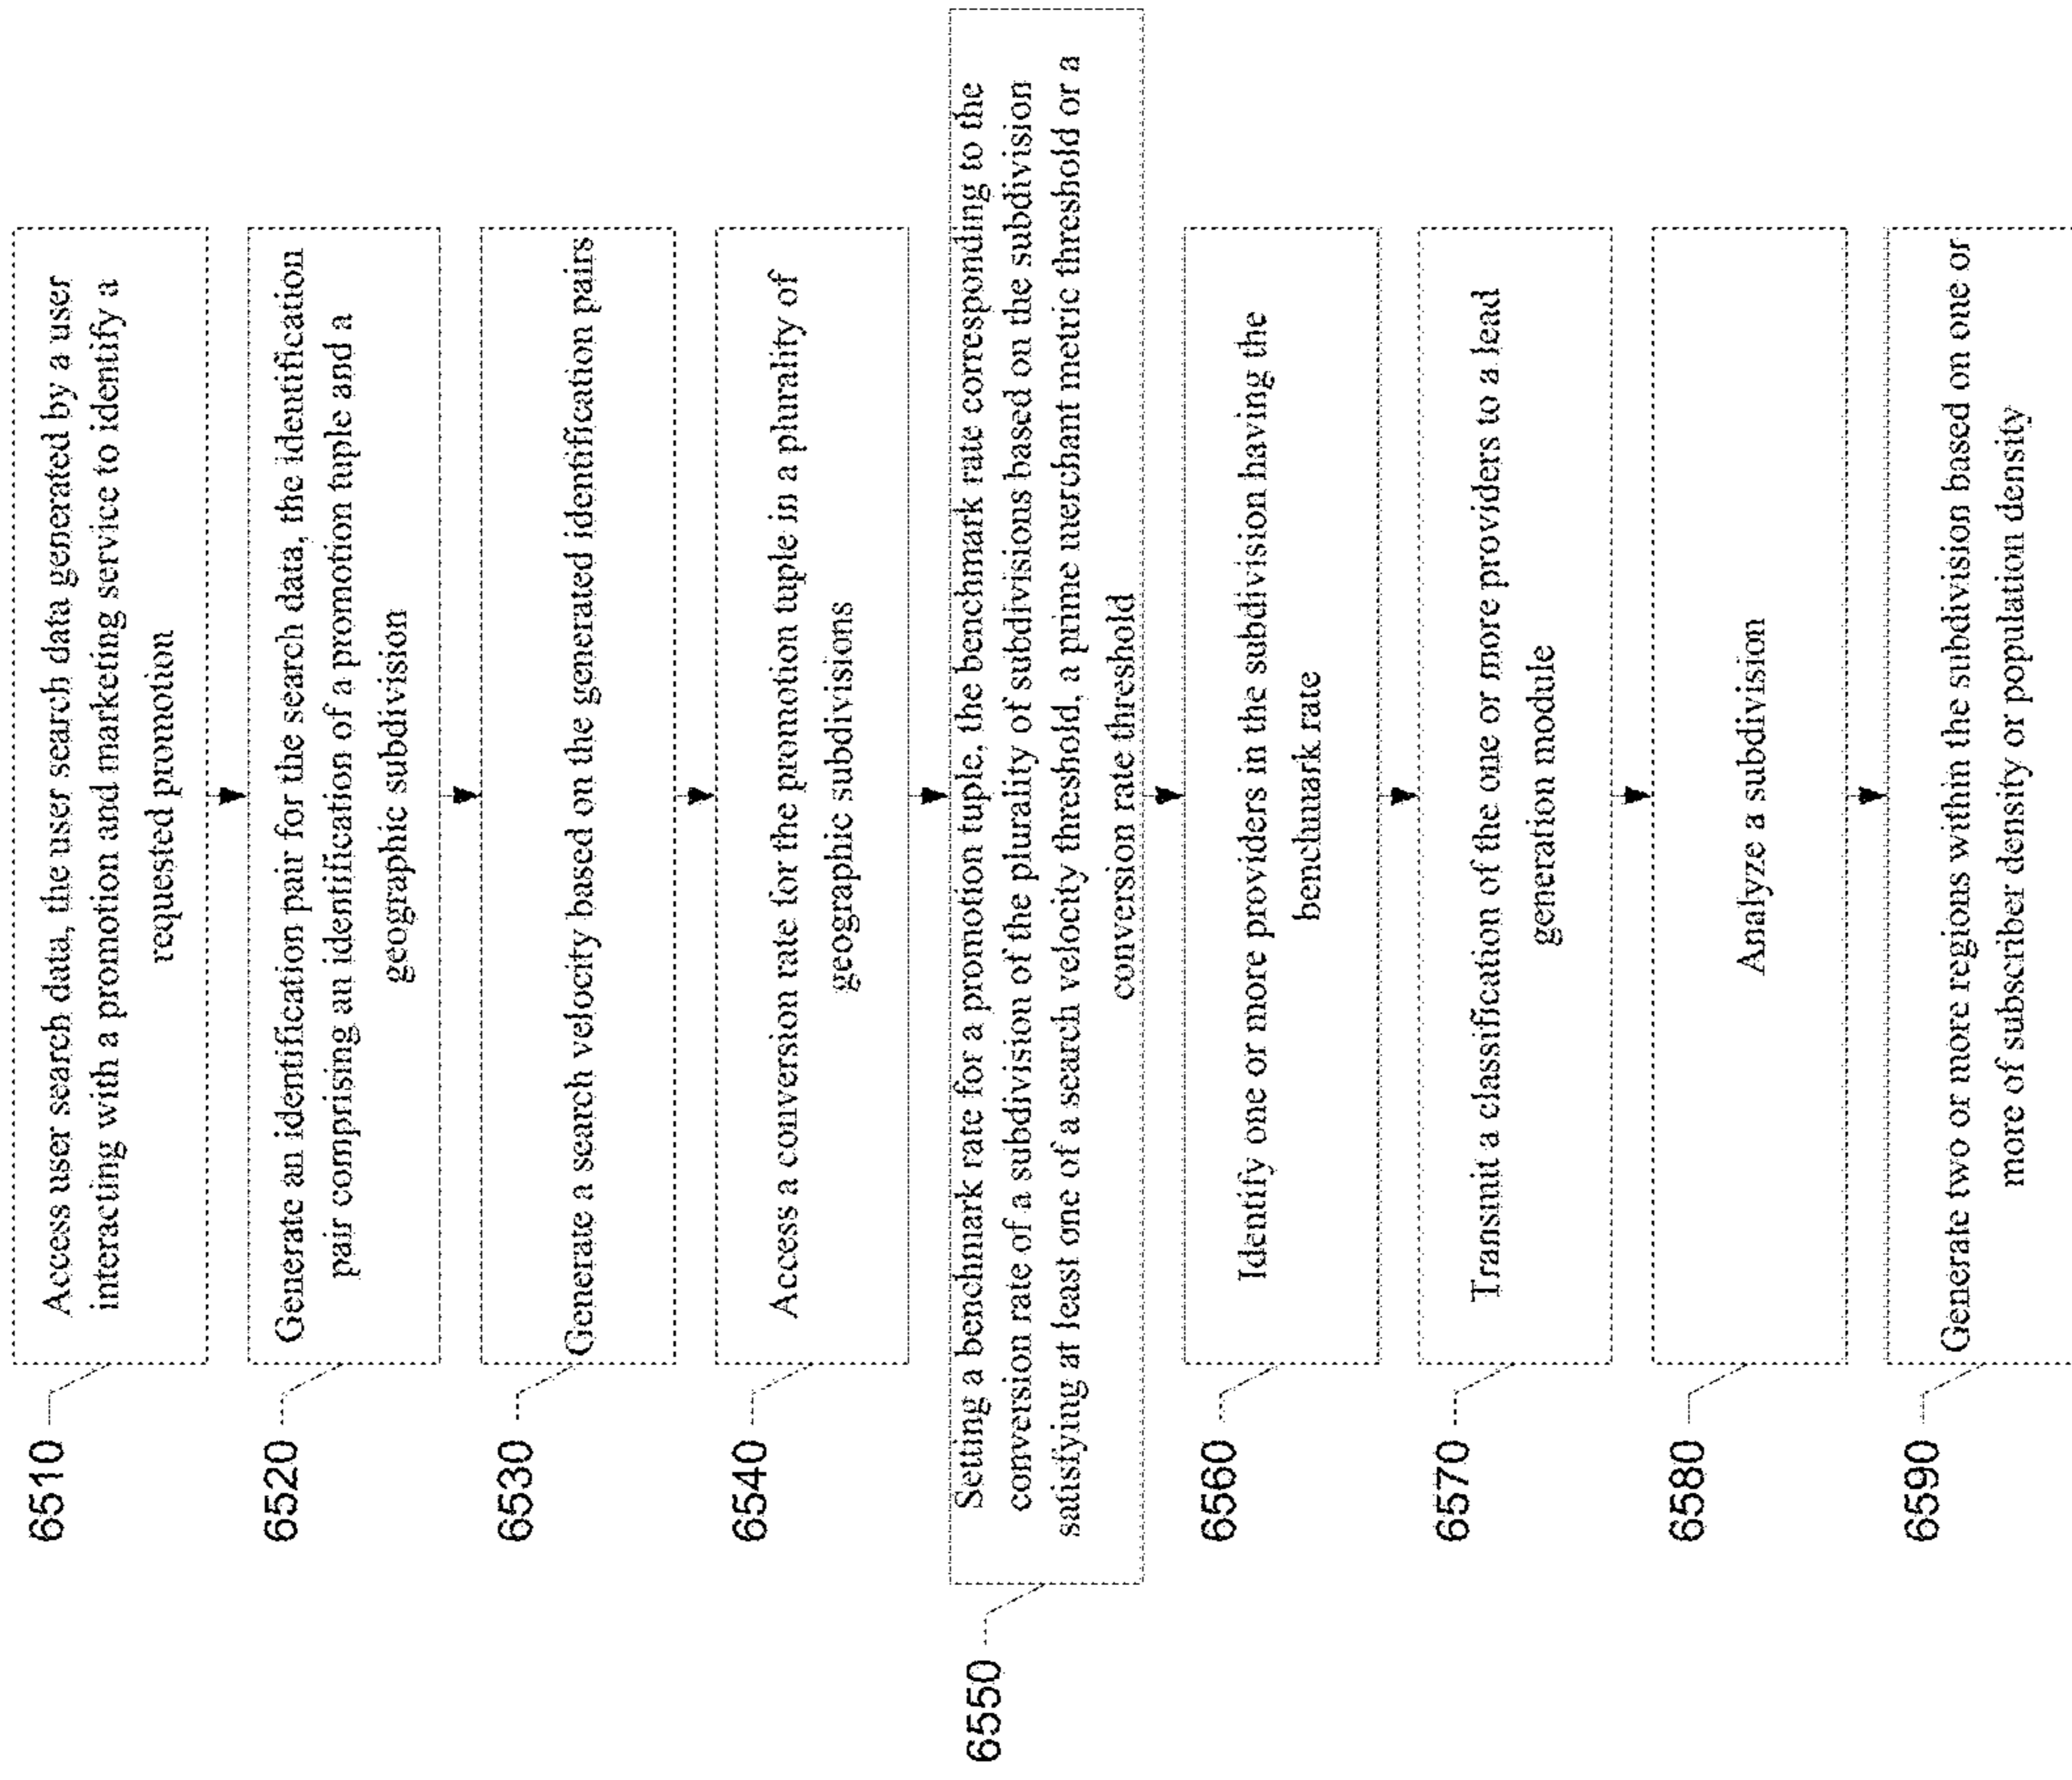 6510
Access user search data, the user search data generated by a user
interacting with a promotion and marketing service to identify a
requested promotion
6520
Generate an identification pair for the search data, the identification
pair comprising an identification of a promotion tuple and a
geographic subdivision
6530
Generate a search velocity based on the generated identification pairs
6540
Access a conversion rate for the promotion tuple in a plurality of
geographic subdivisions
6550
Setting a benchmark rate for a promotion tuple, the benchmark rate corresponding to the
conversion rate of a subdivision of the plurality of subdivisions based on the subdivision
satisfying at least one of a search velocity threshold, a prime merchant metric threshold or a
conversion rate threshold
6560
Identify one or more providers in the subdivision having the
benchmark rate
6570
Transmit a classification of the one or more providers to a lead
generation module
6580
Analyze a subdivision
6590
Generate two or more regions within the subdivision based on one or
more of subscriber density or population density